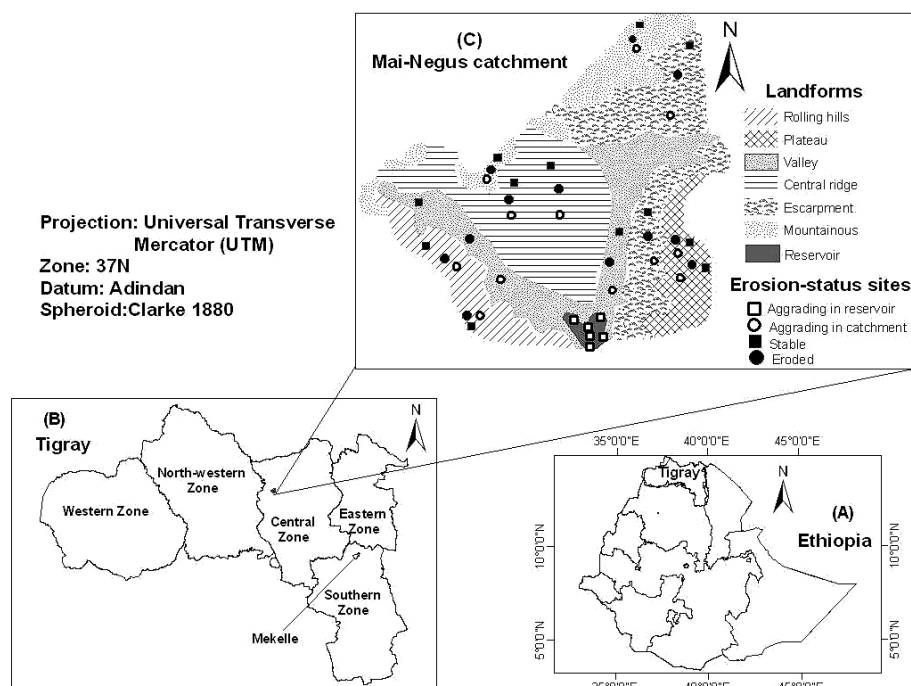 (C)
Mai-Negus catchment
N
Landforms
Rolling hills
Plateau
Valley
Central ridge
Escarpment
Mountainous
Reservoir
Erosion-status sites
Aggrading in reservoir
Aggrading in catchment
Stable
Eroded
Projection: Universal Transverse
Mercator (UTM)
Zone: 37N
Datum: Adindan
Spheroid:Clarke 1880
(B)
Tigray
N
North-western
Zone
Western Zone
Central
Zone
Eastern
Zone
Southern
Zone
Mekelle
35°0'0"E 40°0'0"E 45°0'0"E
Tigray
N
(A)
Ethiopia
10°0'0"N
10°0'0"N
5°0'0"N
5°0'0"N